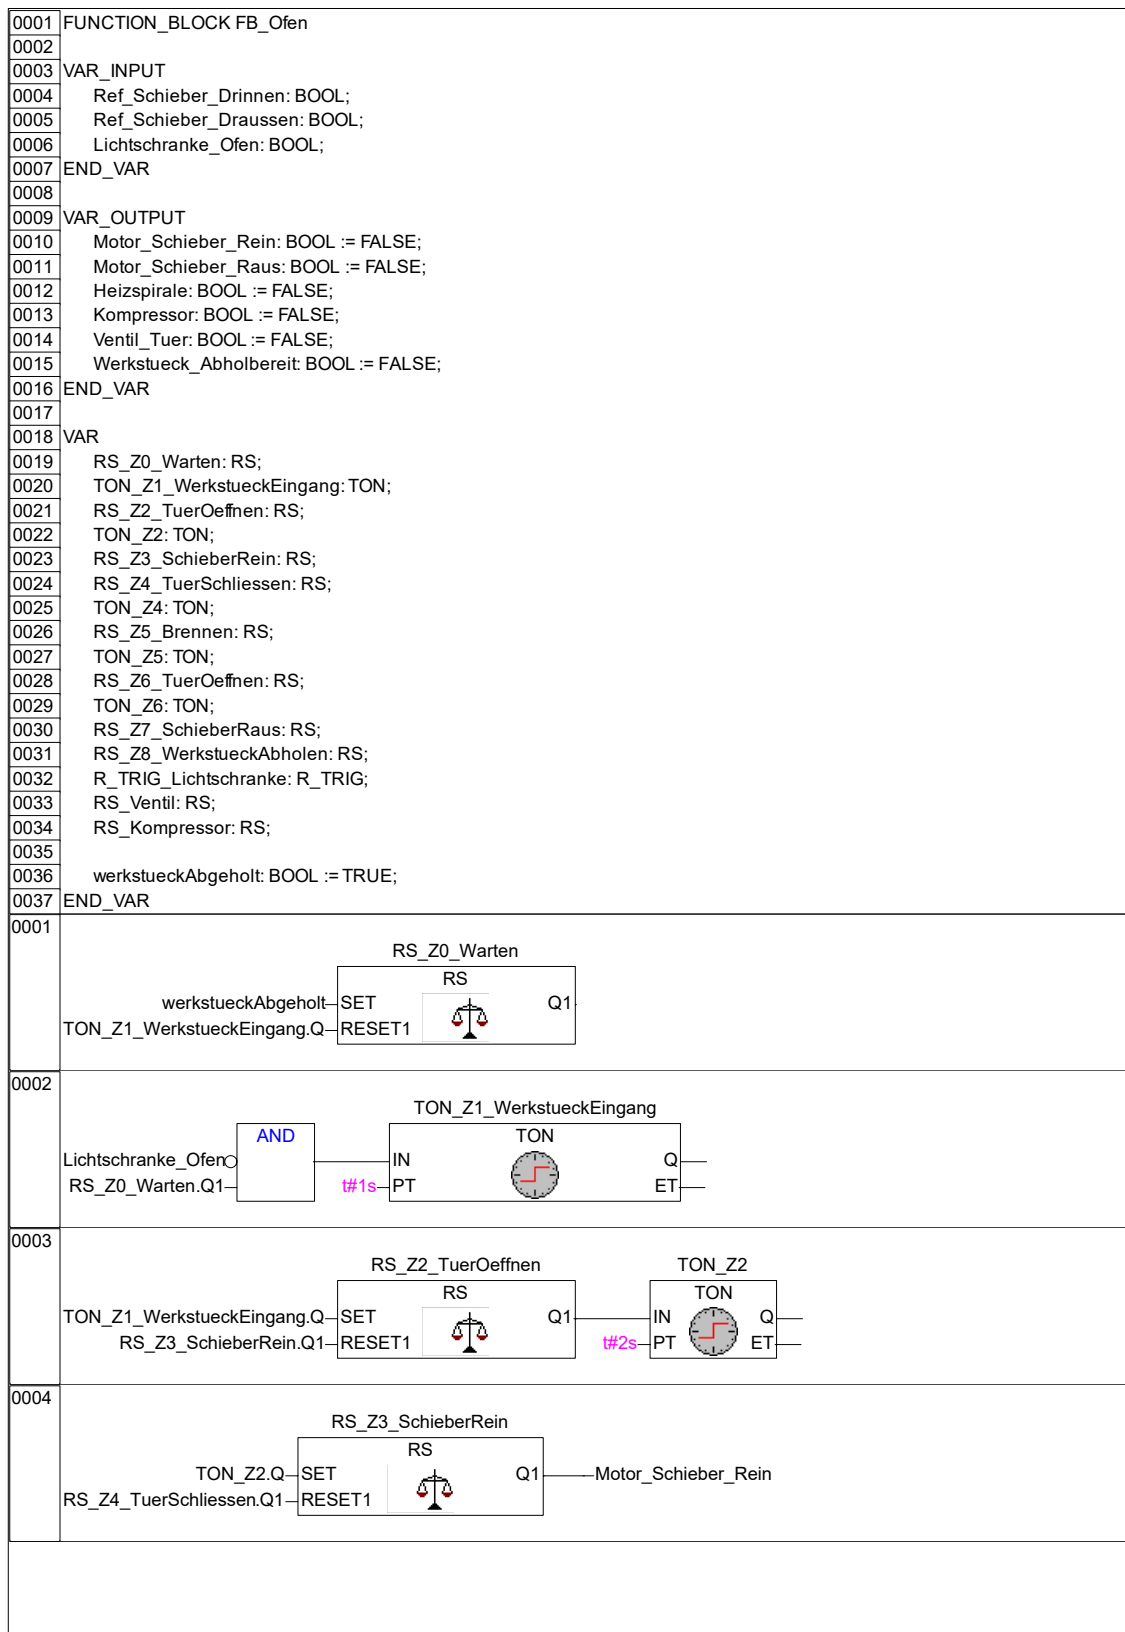 0001 FUNCTION_BLOCK FB_Ofen
0002
0003 VAR_INPUT
0004 Ref_Schieber_Drinnen: BOOL;
0005 Ref_Schieber_Draussen: BOOL;
0006 Lichtschranke_Ofen: BOOL;
0007 END_VAR
0008
0009 VAR_OUTPUT
0010 Motor_Schieber_Rein: BOOL := FALSE;
0011 Motor_Schieber_Raus: BOOL := FALSE;
0012 Heizspirale: BOOL := FALSE;
0013 Kompressor: BOOL := FALSE;
0014 Ventil_Tuer: BOOL := FALSE;
0015 Werkstueck_Abholbereit: BOOL := FALSE;
0016 END_VAR
0017
0018 VAR
0019 RS_Z0_Warten: RS;
0020 TON_Z1_WerkstueckEingang: TON;
0021 RS_Z2_TuerOeffnen: RS;
0022 TON_Z2: TON;
0023 RS_Z3_SchieberRein: RS;
0024 RS_Z4_TuerSchliessen: RS;
0025 TON_Z4: TON;
0026 RS_Z5_Brennen: RS;
0027 TON_Z5: TON;
0028 RS_Z6_TuerOeffnen: RS;
0029 TON_Z6: TON;
0030 RS_Z7_SchieberRaus: RS;
0031 RS_Z8_WerkstueckAbholen: RS;
0032 R_TRIG_Lichtschranke: R_TRIG;
0033 RS_Ventil: RS;
0034 RS_Kompressor: RS;
0035
0036 werkstueckAbgeholt: BOOL := TRUE;
0037 END_VAR
0001
RS_Z0_Warten
RS
werkstueckAbgeholt SET Q1
TON_Z1_WerkstueckEingang.Q RESET1
0002
TON_Z1_WerkstueckEingang
AND TON
Lichtschranke_Ofen IN Q
RS_Z0_Warten.Q1 t#1s PT ET
0003
RS_Z2_TuerOeffnen TON_Z2
RS TON
TON_Z1_WerkstueckEingang.Q SET Q1 IN Q
RS_Z3_SchieberRein.Q1 RESET1 t#2s PT ET
0004
RS_Z3_SchieberRein
RS
TON_Z2.Q SET Q1 Motor_Schieber_Rein
RS_Z4_TuerSchliessen.Q1 RESET1